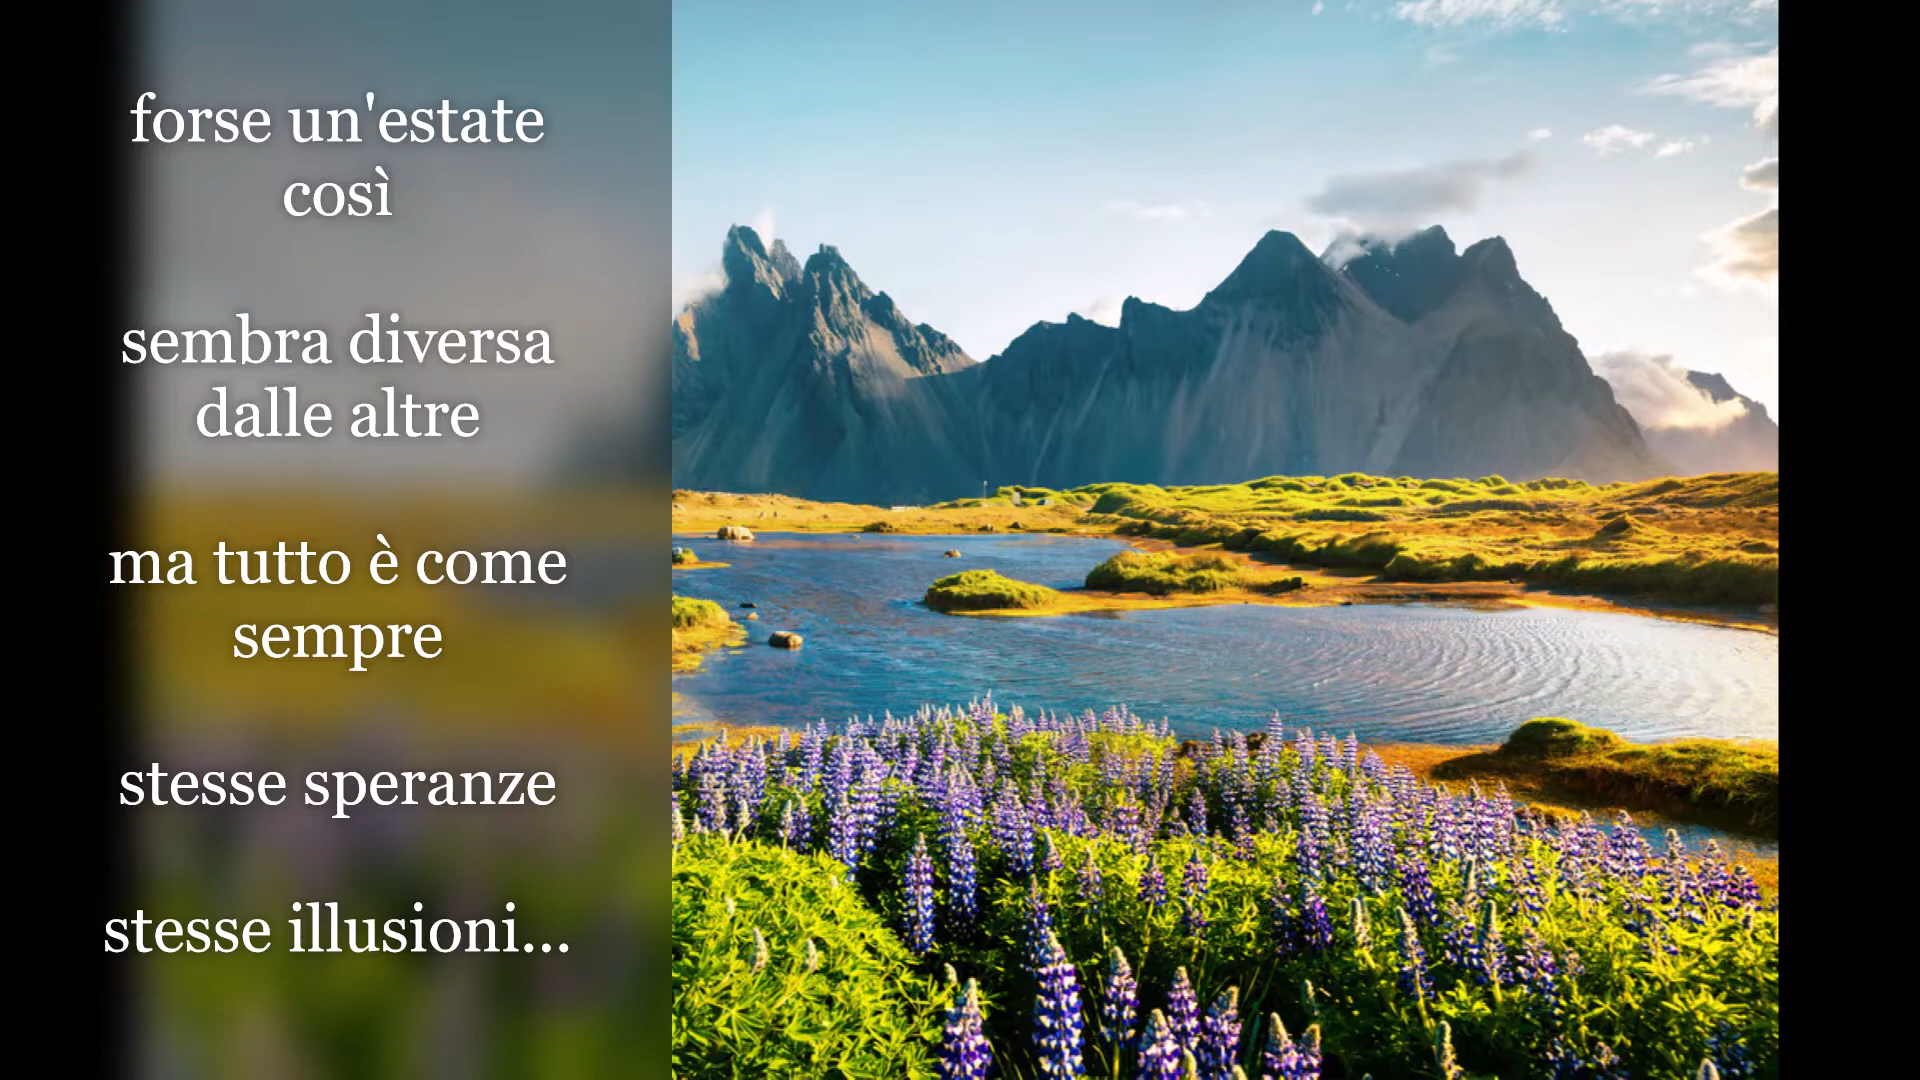 forse un'estate
così
sembra diversa
dalle altre
ma tutto è come
sempre
stesse speranze
stesse illusioni...